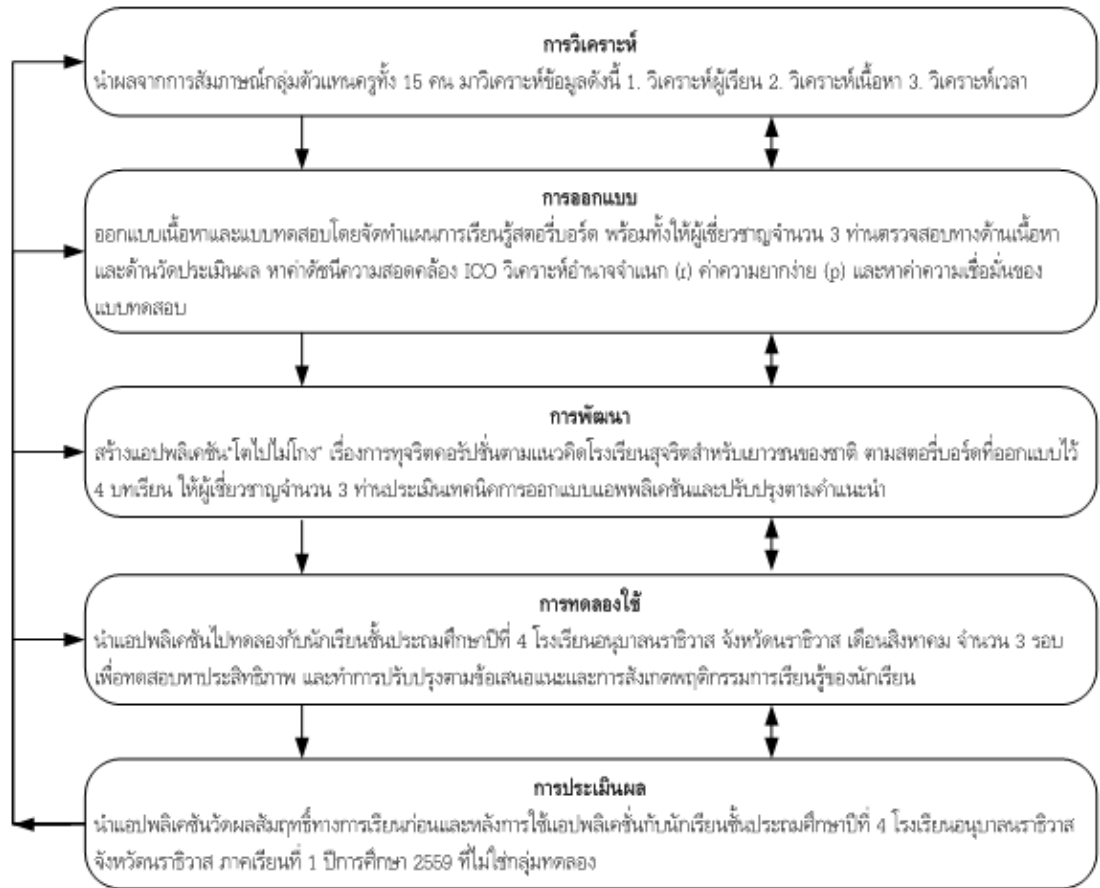 การวิเคราะห์
นำผลจากการสัมภาษณ์กลุ่มตัวแทนครูทั้ง 15 คน มาวิเคราะห์ข้อมูลดังนี้ 1. วิเคราะห์ผู้เรียน 2. วิเคราะห์เนื้อหา 3. วิเคราะห์เวลา
การออกแบบ
ออกแบบเนื้อหาและแบบทดสอบโดยจัดทำแผนการเรียนรู้สตอรี่บอร์ด พร้อมทั้งให้ผู้เชี่ยวชาญจำนวน 3 ท่านตรวจสอบทางด้านเนื้อหา
และด้านวัดประเมินผล หาค่าดัชนีความสอดคล้อง ICO วิเคราะห์อำนาจจำแนก (r) ค่าความยากง่าย (p) และหาค่าความเชื่อมั่นของ
แบบทดสอบ
การพัฒนา
สร้างแอปพลิเคชัน"โตไปไม่โกง" เรื่องการทุจริตคอรัปชั่นตามแนวคิดโรงเรียนสุจริตสำหรับเยาวชนของชาติ ตามสตอรี่บอร์ดที่ออกแบบไว้
4 บทเรียน ให้ผู้เชี่ยวชาญจำนวน 3 ท่านประเมินเทคนิคการออกแบบแอพพลิเคชันและปรับปรุงตามคำแนะนำ
การทดลองใช้
นำแอปพลิเคชันไปทดลองกับนักเรียนชั้นประถมศึกษาปีที่ 4 โรงเรียนอนุบาลนราธิวาส จังหวัดนราธิวาส เดือนสิงหาคม จำนวน 3 รอบ
เพื่อทดสอบหาประสิทธิภาพ และทำการปรับปรุงตามข้อเสนอแนะและการสังเกตพฤติกรรมการเรียนรู้ของนักเรียน
การประเมินผล
นำแอปพลิเคชันวัดผลสัมฤทธิ์ทางการเรียนก่อนและหลังการใช้แอปพลิเคชั่นกับนักเรียนชั้นประถมศึกษาปีที่ 4 โรงเรียนอนุบาลนราธิวาส
จังหวัดนราธิวาส ภาคเรียนที่ 1 ปีการศึกษา 2559 ที่ไม่ใช่กลุ่มทดลอง